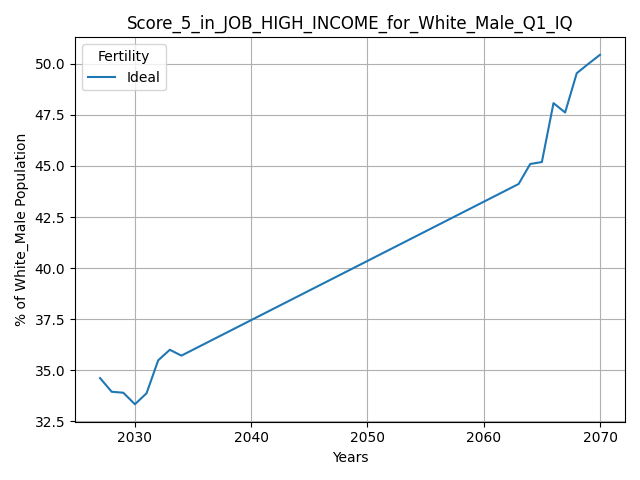 Score_5_in_JOB_HIGH_INCOME_for_White_Male_Q1_IQ
Fertility
Ideal
% of White_Male Population
50.0
47.5
45.0
42.5
40.0
37.5
35.0
32.5
2030
2040
2050
2060
2070
Years